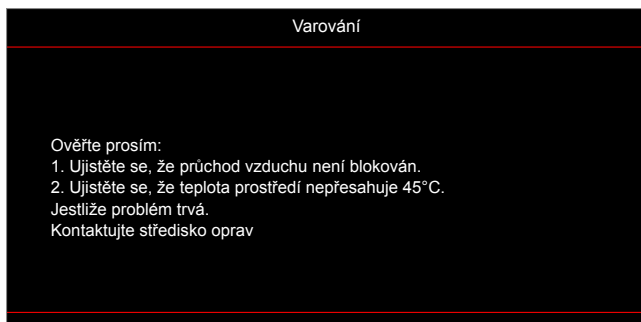 Varování
Ověřte prosím:
1. Ujistěte se, že průchod vzduchu není blokován.
2. Ujistěte se, že teplota prostředí nepřesahuje 45°C.
Jestliže problém trvá.
Kontaktujte středisko oprav